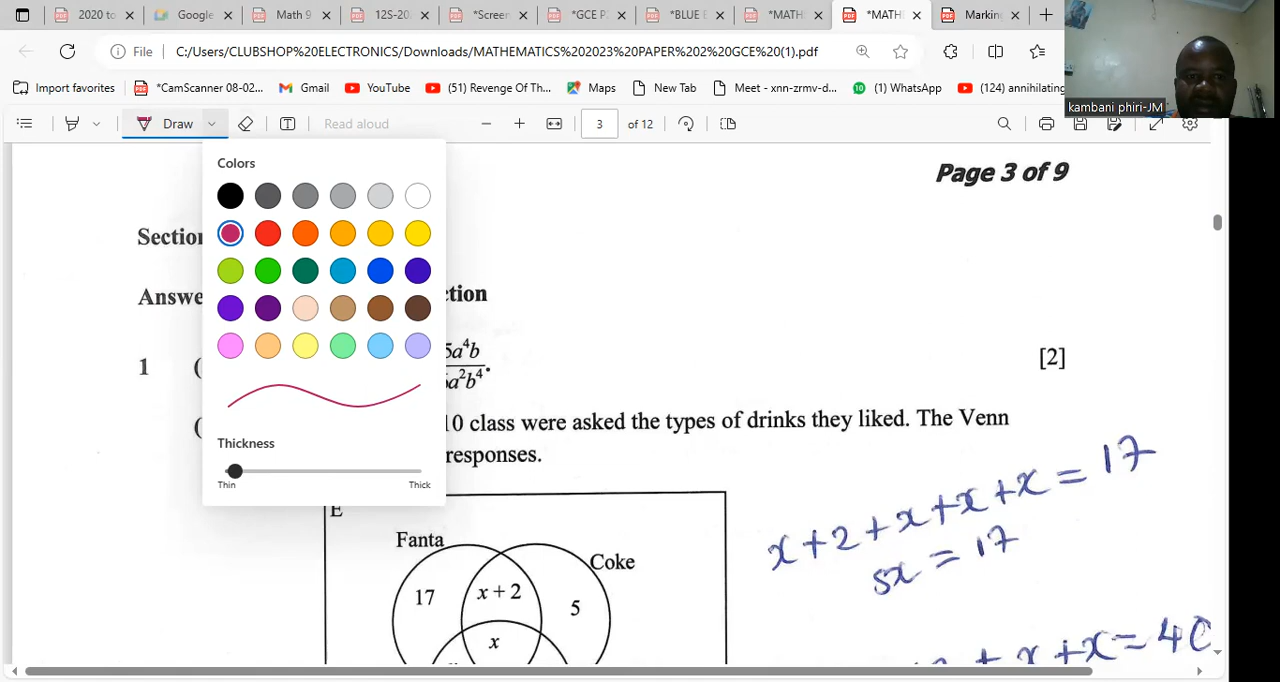 2020 to
Google
Math 9
12S-20
*Screer
*GCE P
*BLUE E
*MATH
*MATH
Markin
File
C:/Users/CLUBSHOP%20ELECTRONICS/Downloads/MATHEMATICS%202023%20PAPER%202%20GCE%20(1).pdf
Import favorites
*CamScanner 08-02...
Gmail
YouTube
(51) Revenge Of Th...
Maps
New Tab
Meet - xnn-zrmv-d...
(1) WhatsApp
(124) annihilating
kambani phiri-JM
Draw
Read aloud
3
of 12
Colors
Thickness
Thin
Thick
Page 3 of 9
Section
Answe
ction
1 (
5a⁴b
a²b⁴.
[2]
(
10 class were asked the types of drinks they liked. The Venn
responses.
E
Fanta
Coke
17
x + 2
5
x
x+2+x+x+x=17
5x = 17
+ x +x=40